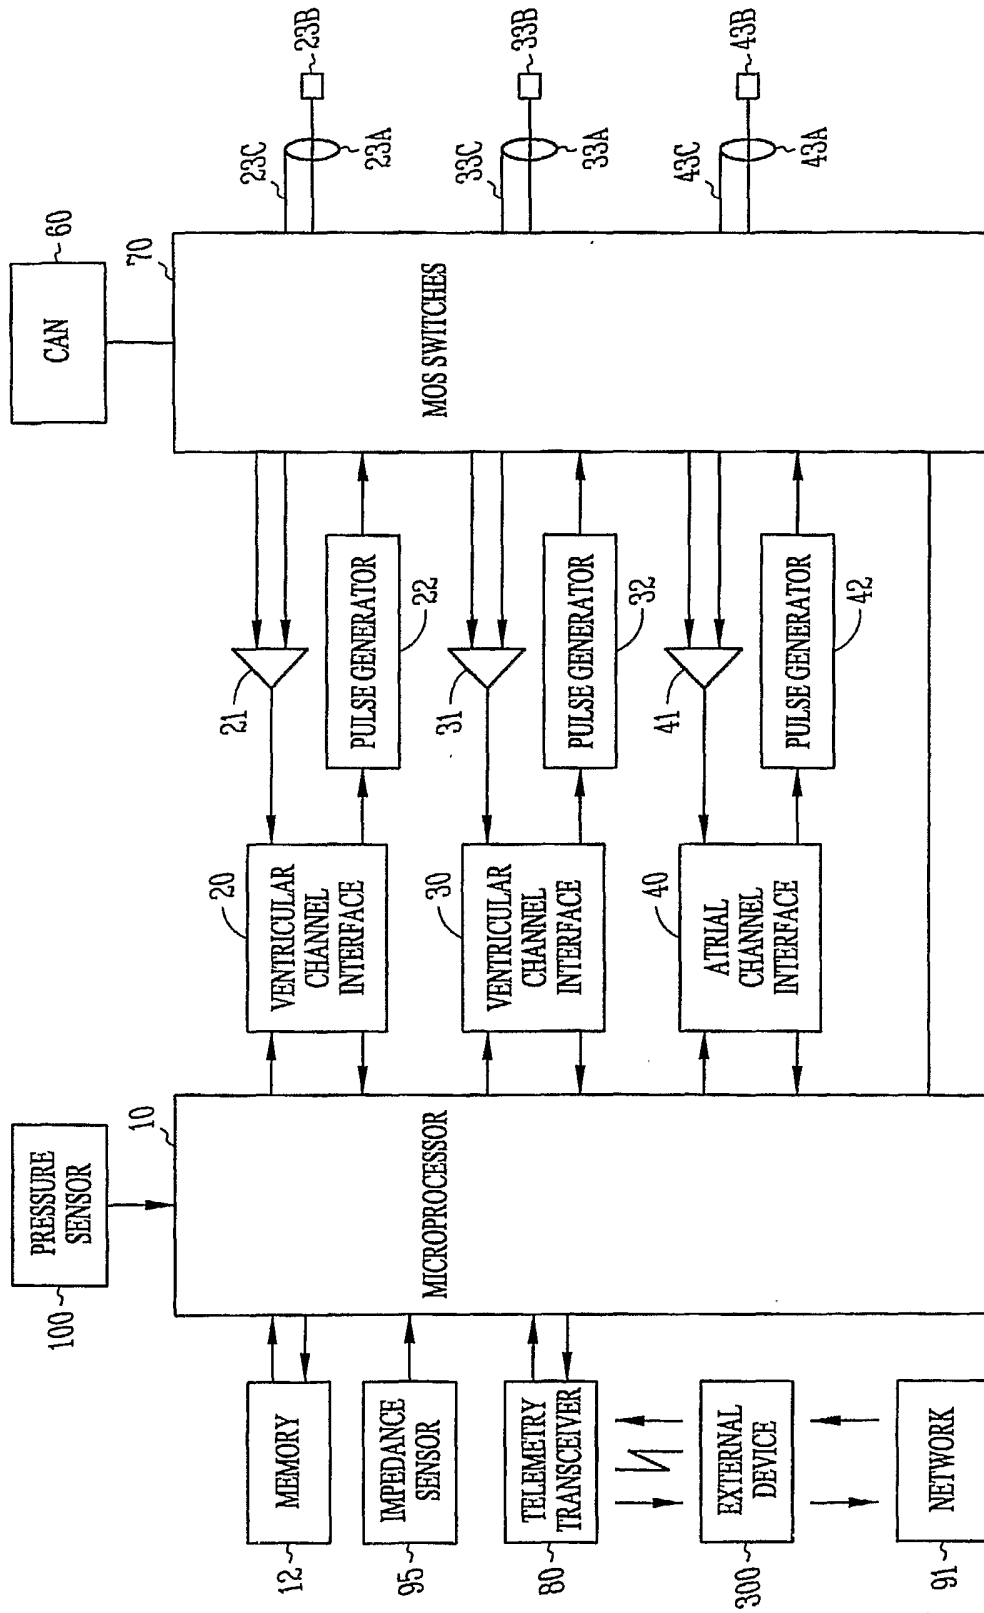 PRESSURE
SENSOR
100
10
MICROPROCESSOR
CAN
60
70
MOS SWITCHES
MEMORY
12
IMPEDANCE
SENSOR
95
TELEMETRY
TRANSCEIVER
80
EXTERNAL
DEVICE
300
NETWORK
91
20
VENTRICULAR
CHANNEL
INTERFACE
21
PULSE GENERATOR
22
23C
23A
23B
30
VENTRICULAR
CHANNEL
INTERFACE
31
PULSE GENERATOR
32
33C
33A
33B
40
ATRIAL
CHANNEL
INTERFACE
41
PULSE GENERATOR
42
43C
43A
43B